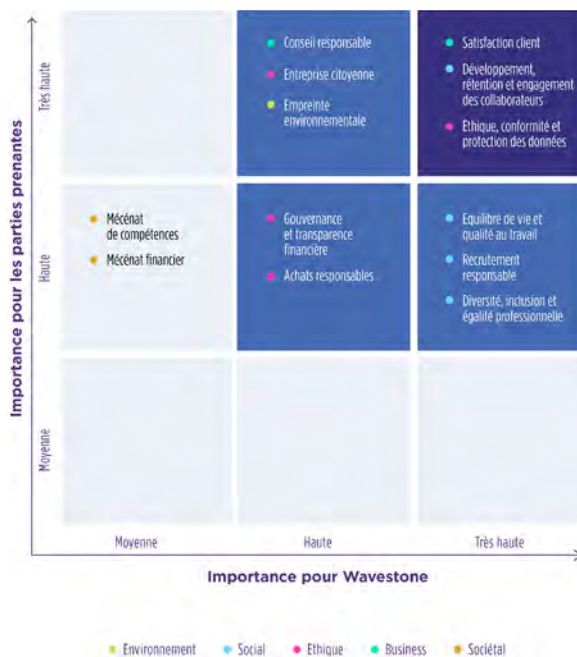 Importance pour les parties prenantes
Très haute
Conseil responsable
Entreprise citoyenne
Empreinte
environnementale
Satisfaction client
Développement,
rétention et engagement
des collaborateurs
Ethique, conformité et
protection des données
Haute
Mécénat
de compétences
Mécénat financier
Gouvernance
et transparence
financière
Achats responsables
Equilibre de vie et
qualité au travail
Recrutement
responsable
Diversité, inclusion et
égalité professionnelle
Moyenne
Moyenne
Haute
Très haute
Importance pour Wavestone
Environnement
Social
Ethique
Business
Sociétal